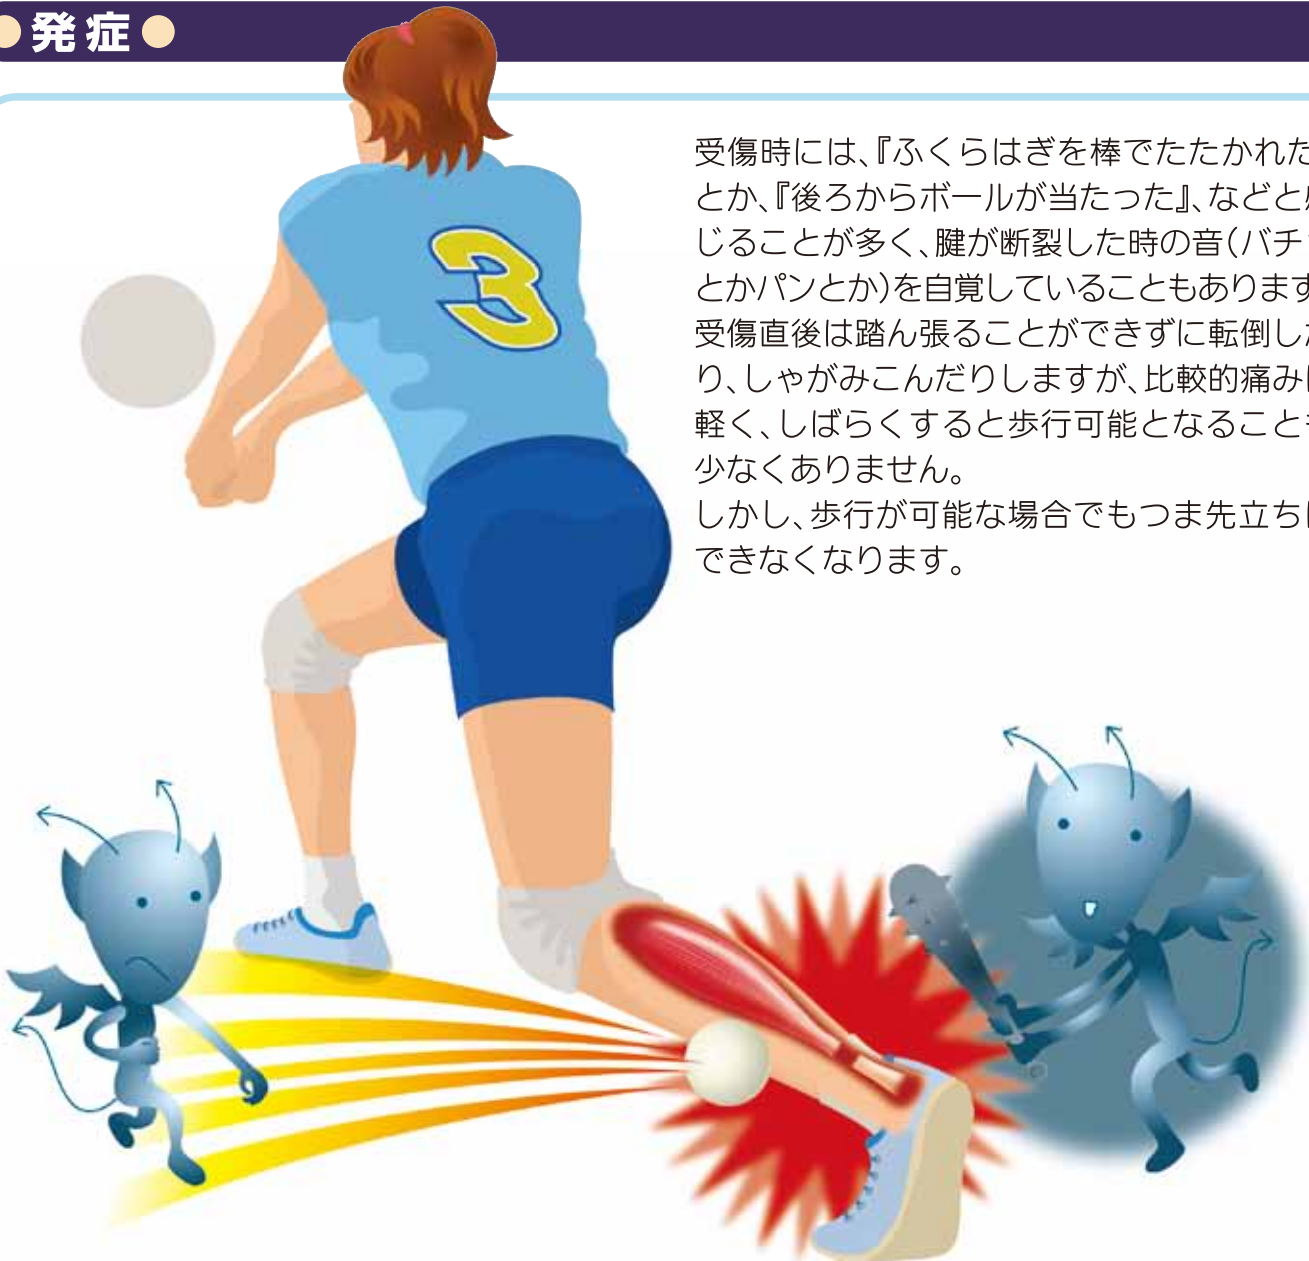 発症
受傷時には、『ふくらはぎを棒でたたかれた
とか、『後ろからボールが当たった』、などと
じることが多く、腱が断裂した時の音（バチ
とかパンとか）を自覚していることもあります
受傷直後は踏ん張ることができずに転倒した
り、しゃがみこんだりしますが、比較的痛み
軽く、しばらくすると歩行可能となること
少なくありません。
しかし、歩行が可能な場合でもつま先立ち
できなくなります。
3